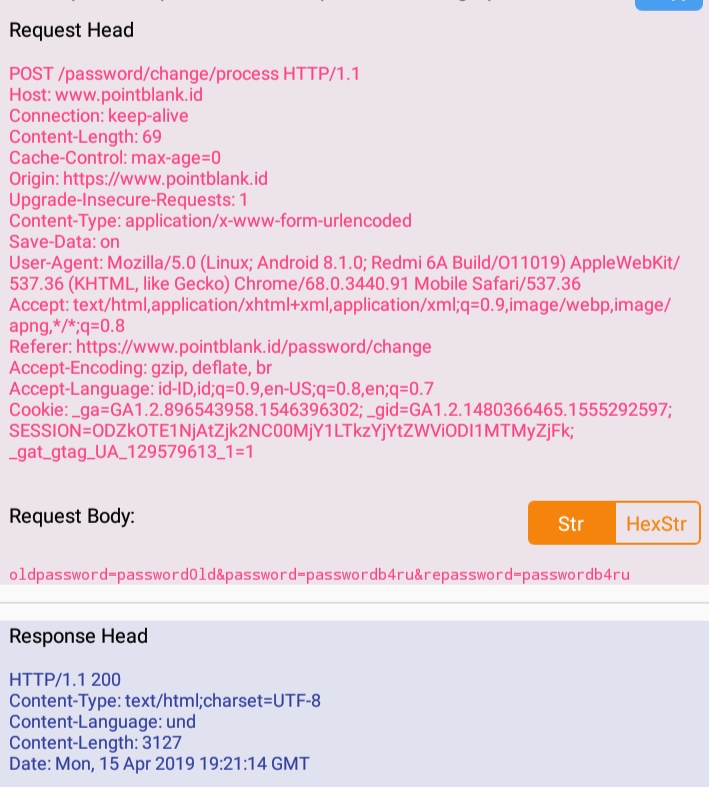 Request Head
POST /password/change/process HTTP/1.1
Host: www.pointblank.id
Connection: keep-alive
Content-Length: 69
Cache-Control: max-age=0
Origin: https://www.pointblank.id
Upgrade-Insecure-Requests: 1
Content-Type: application/x-www-form-urlencoded
Save-Data: on
User-Agent: Mozilla/5.0 (Linux; Android 8.1.0; Redmi 6A Build/O11019) AppleWebKit/
537.36 (KHTML, like Gecko) Chrome/68.0.3440.91 Mobile Safari/537.36
Accept: text/html,application/xhtml+xml,application/xml;q=0.9,image/webp,image/
apng,*/*;q=0.8
Referer: https://www.pointblank.id/password/change
Accept-Encoding: gzip, deflate, br
Accept-Language: id-ID,id;q=0.9,en-US;q=0.8,en;q=0.7
Cookie: _ga=GA1.2.896543958.1546396302; _gid=GA1.2.1480366465.1555292597;
SESSION=ODZkOTE1NjAtZjk2NC00MjY1LTkzYjYtZWViODI1MTMyZjFk;
_gat_gtag_UA_129579613_1=1
Request Body:
Str HexStr
oldpassword=password0ld&password=passwordb4ru&repassword=passwordb4ru
Response Head
HTTP/1.1 200
Content-Type: text/html;charset=UTF-8
Content-Language: und
Content-Length: 3127
Date: Mon, 15 Apr 2019 19:21:14 GMT